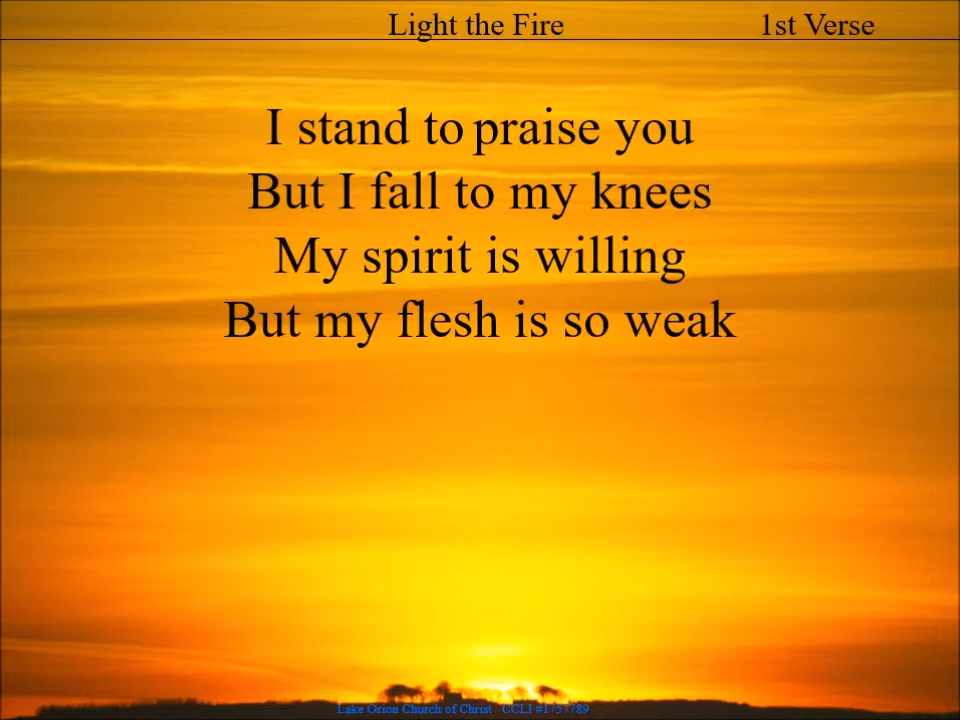 Light the Fire 1st Verse
I stand to praise you
But I fall to my knees
My spirit is willing
But my flesh is so weak
Lake Orion Church of Christ CCLI #1757789